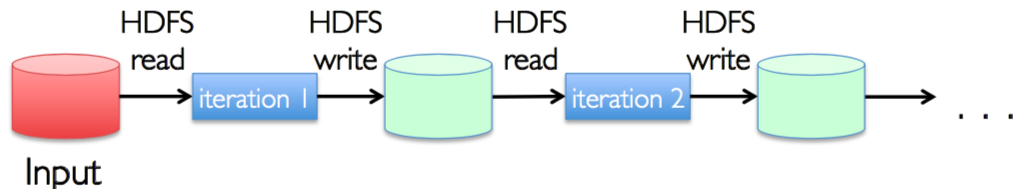 HDFS
read
HDFS
write
HDFS
read
HDFS
write
iteration 1
iteration 2
. . .
Input